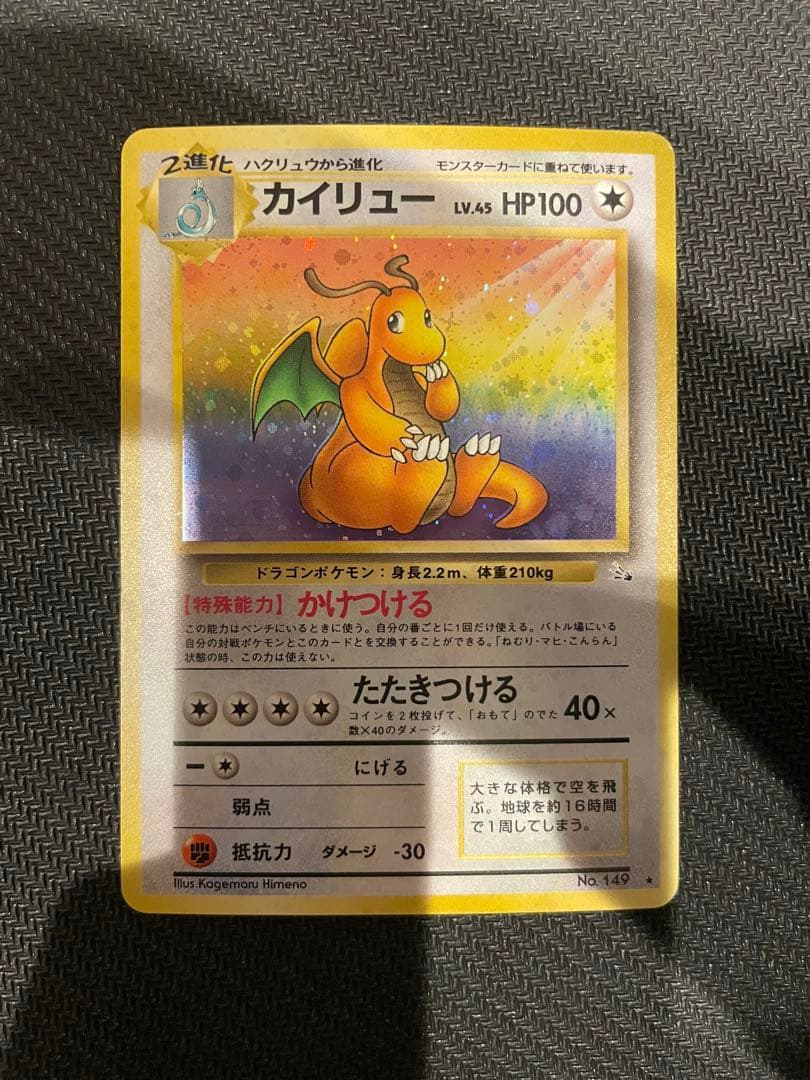 2進化 ハクリュウから進化 モンスターカードに重ねて使います。
カイリュー LV.45 HP100
ドラゴンポケモン:身長2.2m、体重210kg
【特殊能力】かけつける
この能力はベンチにいるときに使う。自分の番ごとに1回だけ使える。バトル場にいる
自分の対戦ポケモンとこのカードとを交換することができる。「ねむり・マヒ・こんらん」
状態の時、この力は使えない。
たたきつける 40×
コインを2枚投げて、「おもて」のでた
数×40のダメージ。
にげる
弱点
抵抗力 ダメージ -30
大きな体格で空を飛
ぶ。地球を約16時間
で1周してしまう。
Illus. Kagemaru Himeno No. 149 ★